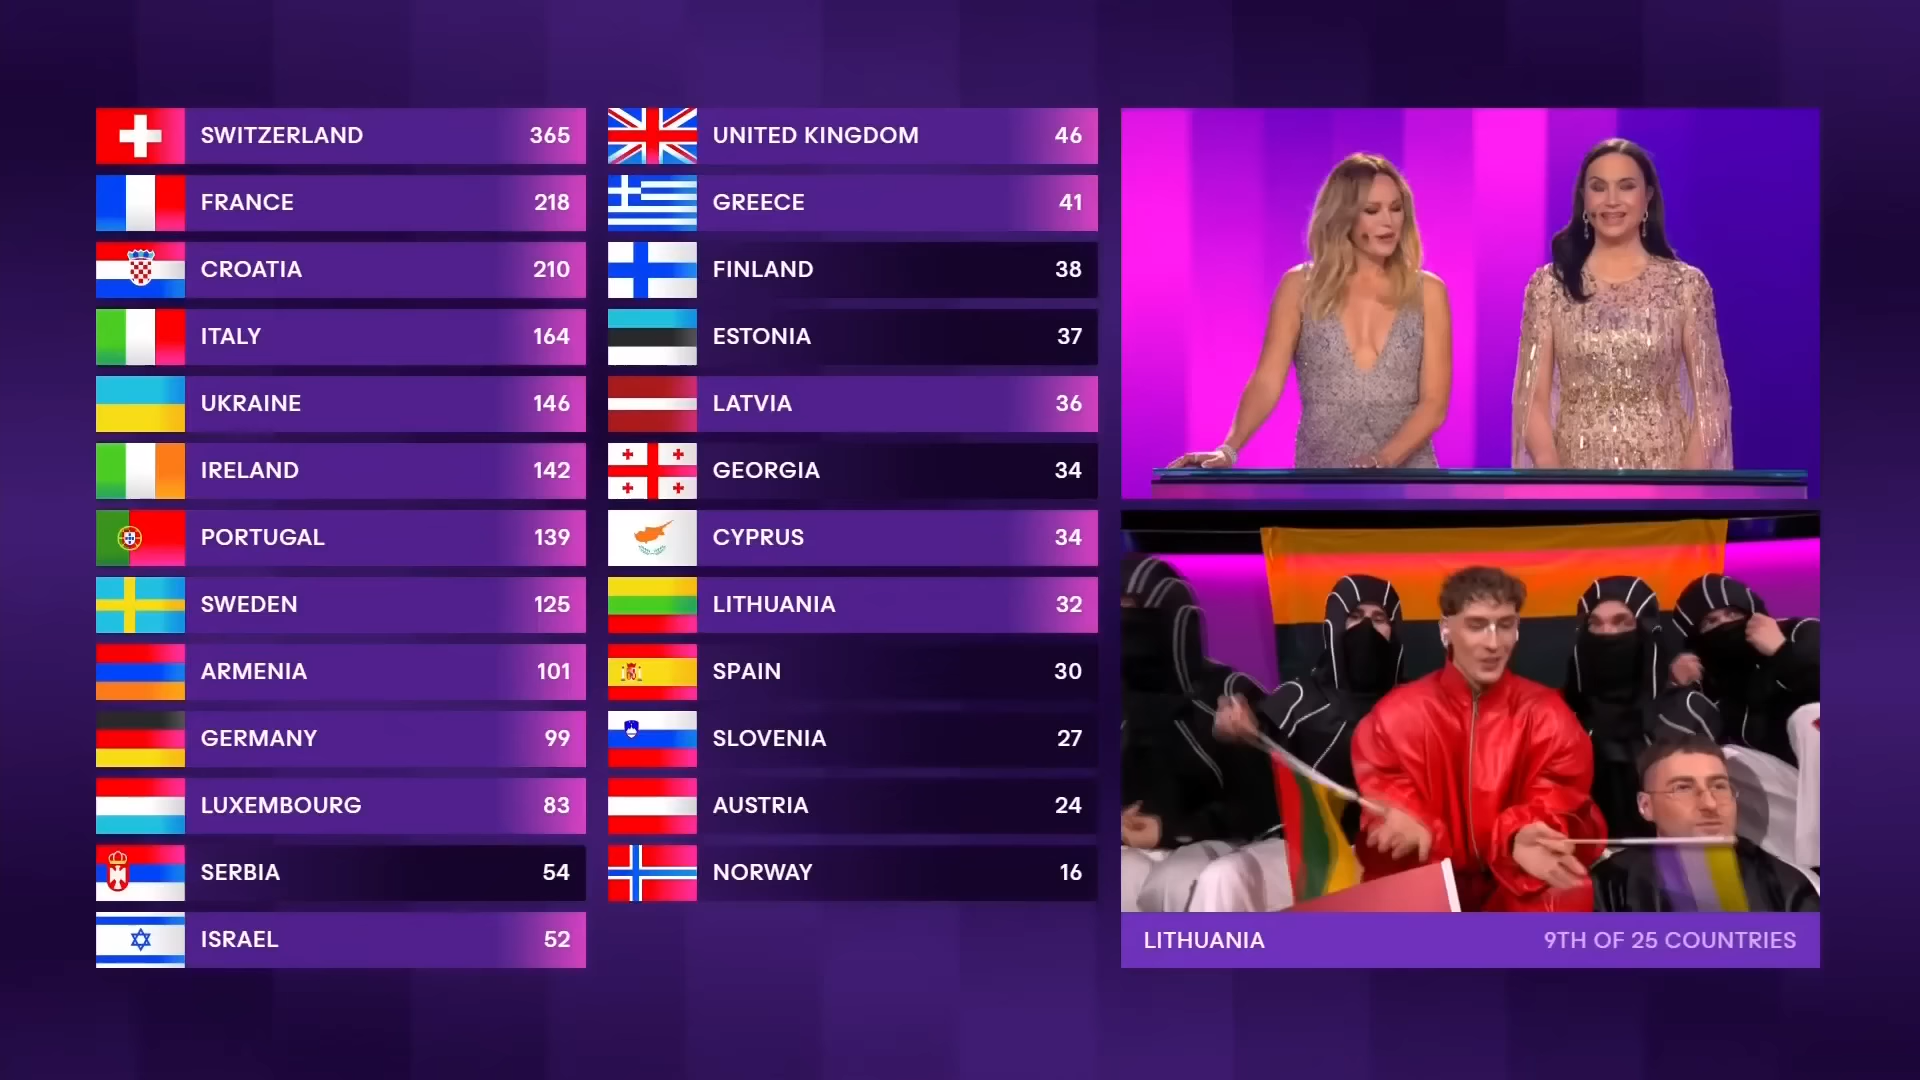 SWITZERLAND 365
FRANCE 218
CROATIA 210
ITALY 164
UKRAINE 146
IRELAND 142
PORTUGAL 139
SWEDEN 125
ARMENIA 101
GERMANY 99
LUXEMBOURG 83
SERBIA 54
ISRAEL 52
UNITED KINGDOM 46
GREECE 41
FINLAND 38
ESTONIA 37
LATVIA 36
GEORGIA 34
CYPRUS 34
LITHUANIA 32
SPAIN 30
SLOVENIA 27
AUSTRIA 24
NORWAY 16
LITHUANIA 9TH OF 25 COUNTRIES